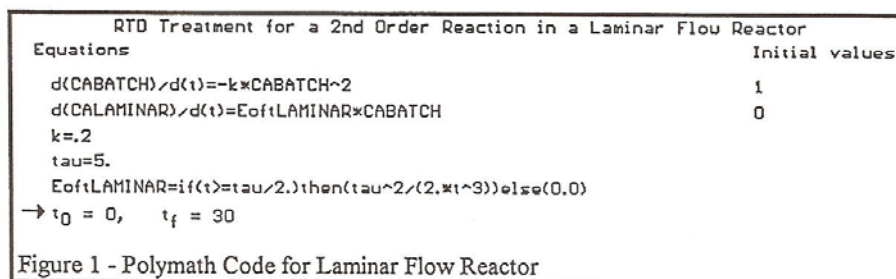 RTD Treatment for a 2nd Order Reaction in a Laminar Flow Reactor
Equations Initial values
d(CABATCH)/d(t)=-k*CABATCH^2 1
d(CALAMINAR)/d(t)=EoftLAMINAR*CABATCH 0
k=.2
tau=5.
EoftLAMINAR=if(t>=tau/2.)then(tau^2/(2.*t^3))else(0.0)
→ t₀ = 0, t_f = 30
Figure 1 - Polymath Code for Laminar Flow Reactor